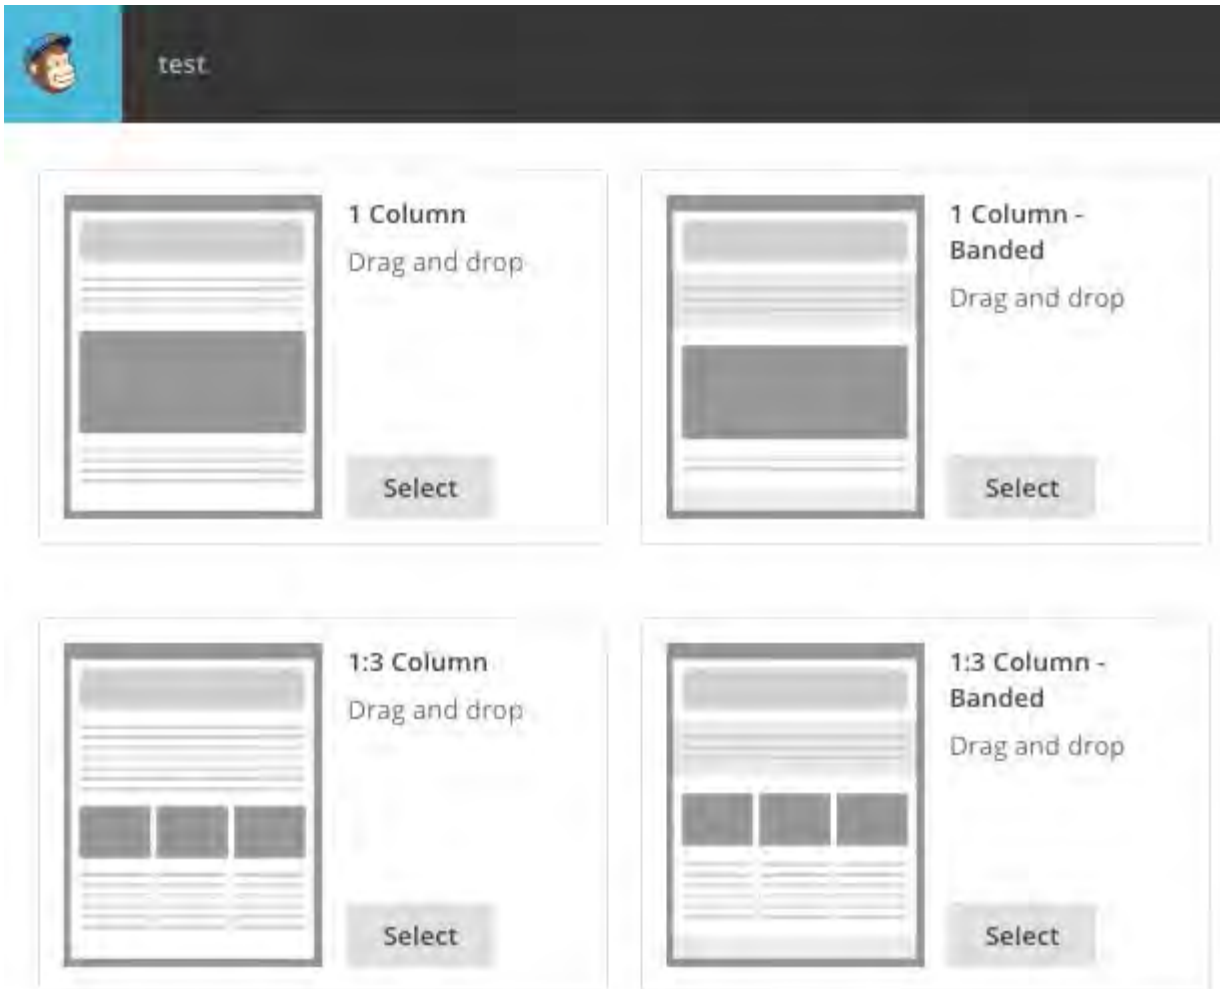 test
1 Column
Drag and drop
Select
1 Column -
Banded
Drag and drop
Select
1:3 Column
Drag and drop
Select
1:3 Column -
Banded
Drag and drop
Select